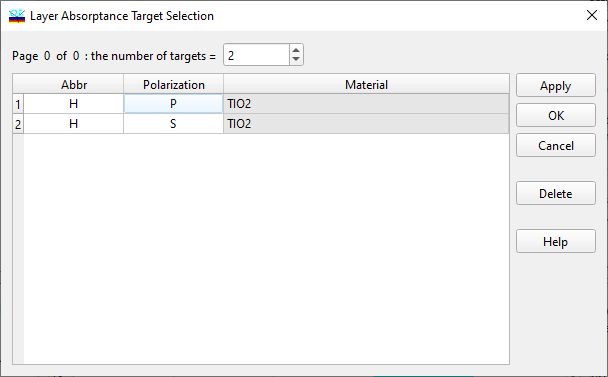 Layer Absorptance Target Selection
Page 0 of 0 : the number of targets = 2
Abbr Polarization Material
1 H P TIO2
2 H S TIO2
Apply
OK
Cancel
Delete
Help